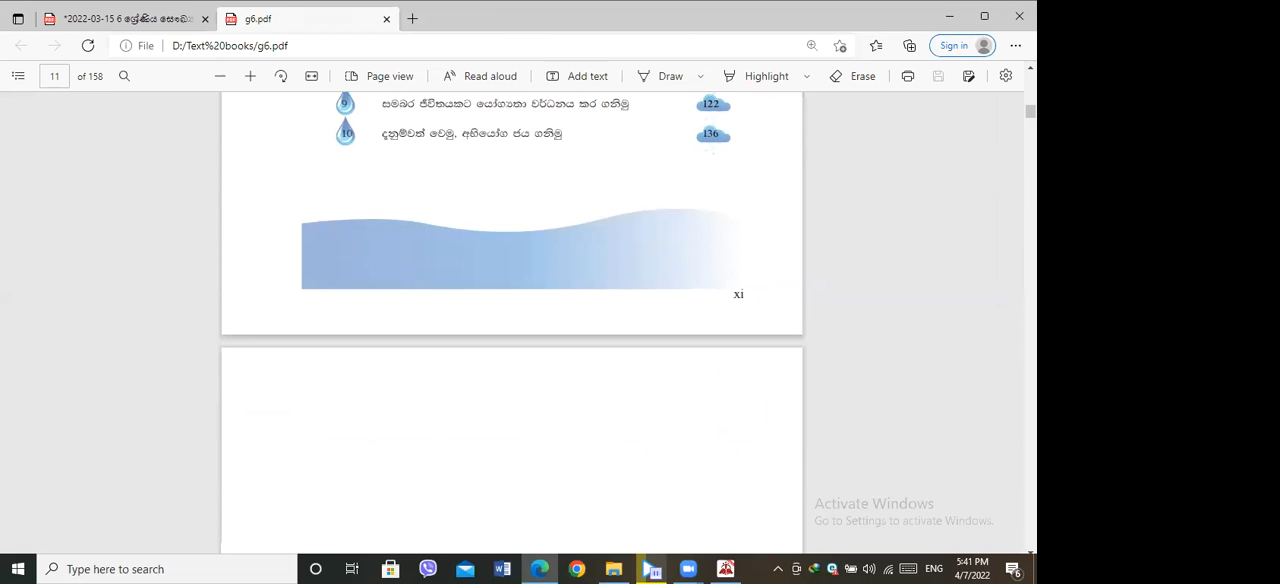 *2022-03-15 6 ශ්‍රේණිය සෞඛ්‍ය
g6.pdf
File
D:/Text%20books/g6.pdf
Sign in
11 of 158
Page view
Read aloud
Add text
Draw
Highlight
Erase
9 සමබර ජීවිතයකට යෝග්‍යතා වර්ධනය කර ගනිමු 122
10 දැනුම්වත් වෙමු, අභියෝග ජය ගනිමු 136
xi
Activate Windows
Go to Settings to activate Windows.
Type here to search
ENG
5:41 PM
4/7/2022
6